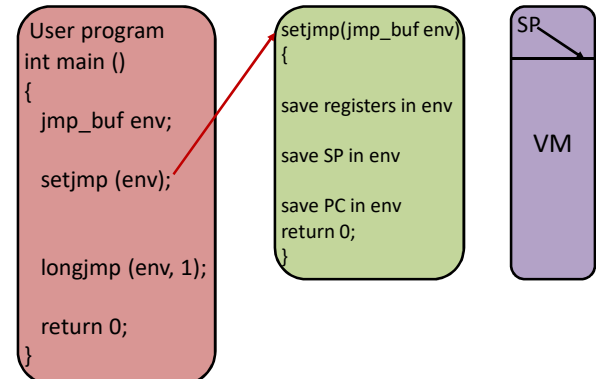 User program
int main ()
{
jmp_buf env;
setjmp (env);
longjmp (env, 1);
return 0;
}
setjmp(jmp_buf env)
{
save registers in env
save SP in env
save PC in env
return 0;
}
SP
VM